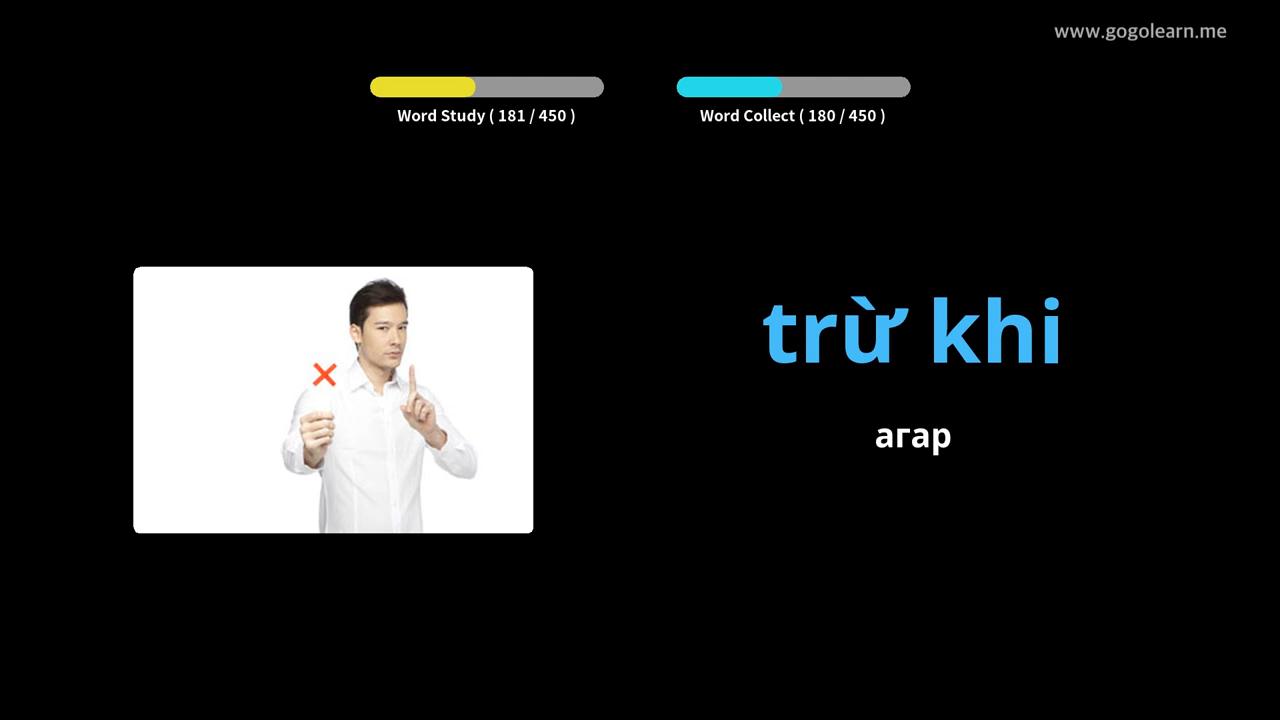 www.gogolearn.me
Word Study ( 181 / 450 )
Word Collect ( 180 / 450 )
trừ khi
агар